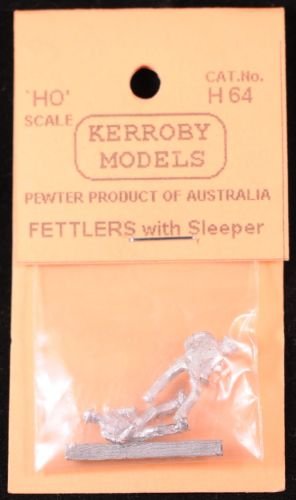 'HO'
SCALE
CAT.No.
H 64
KERROBY
MODELS
PEWTER PRODUCT OF AUSTRALIA
FETTLERS with Sleeper